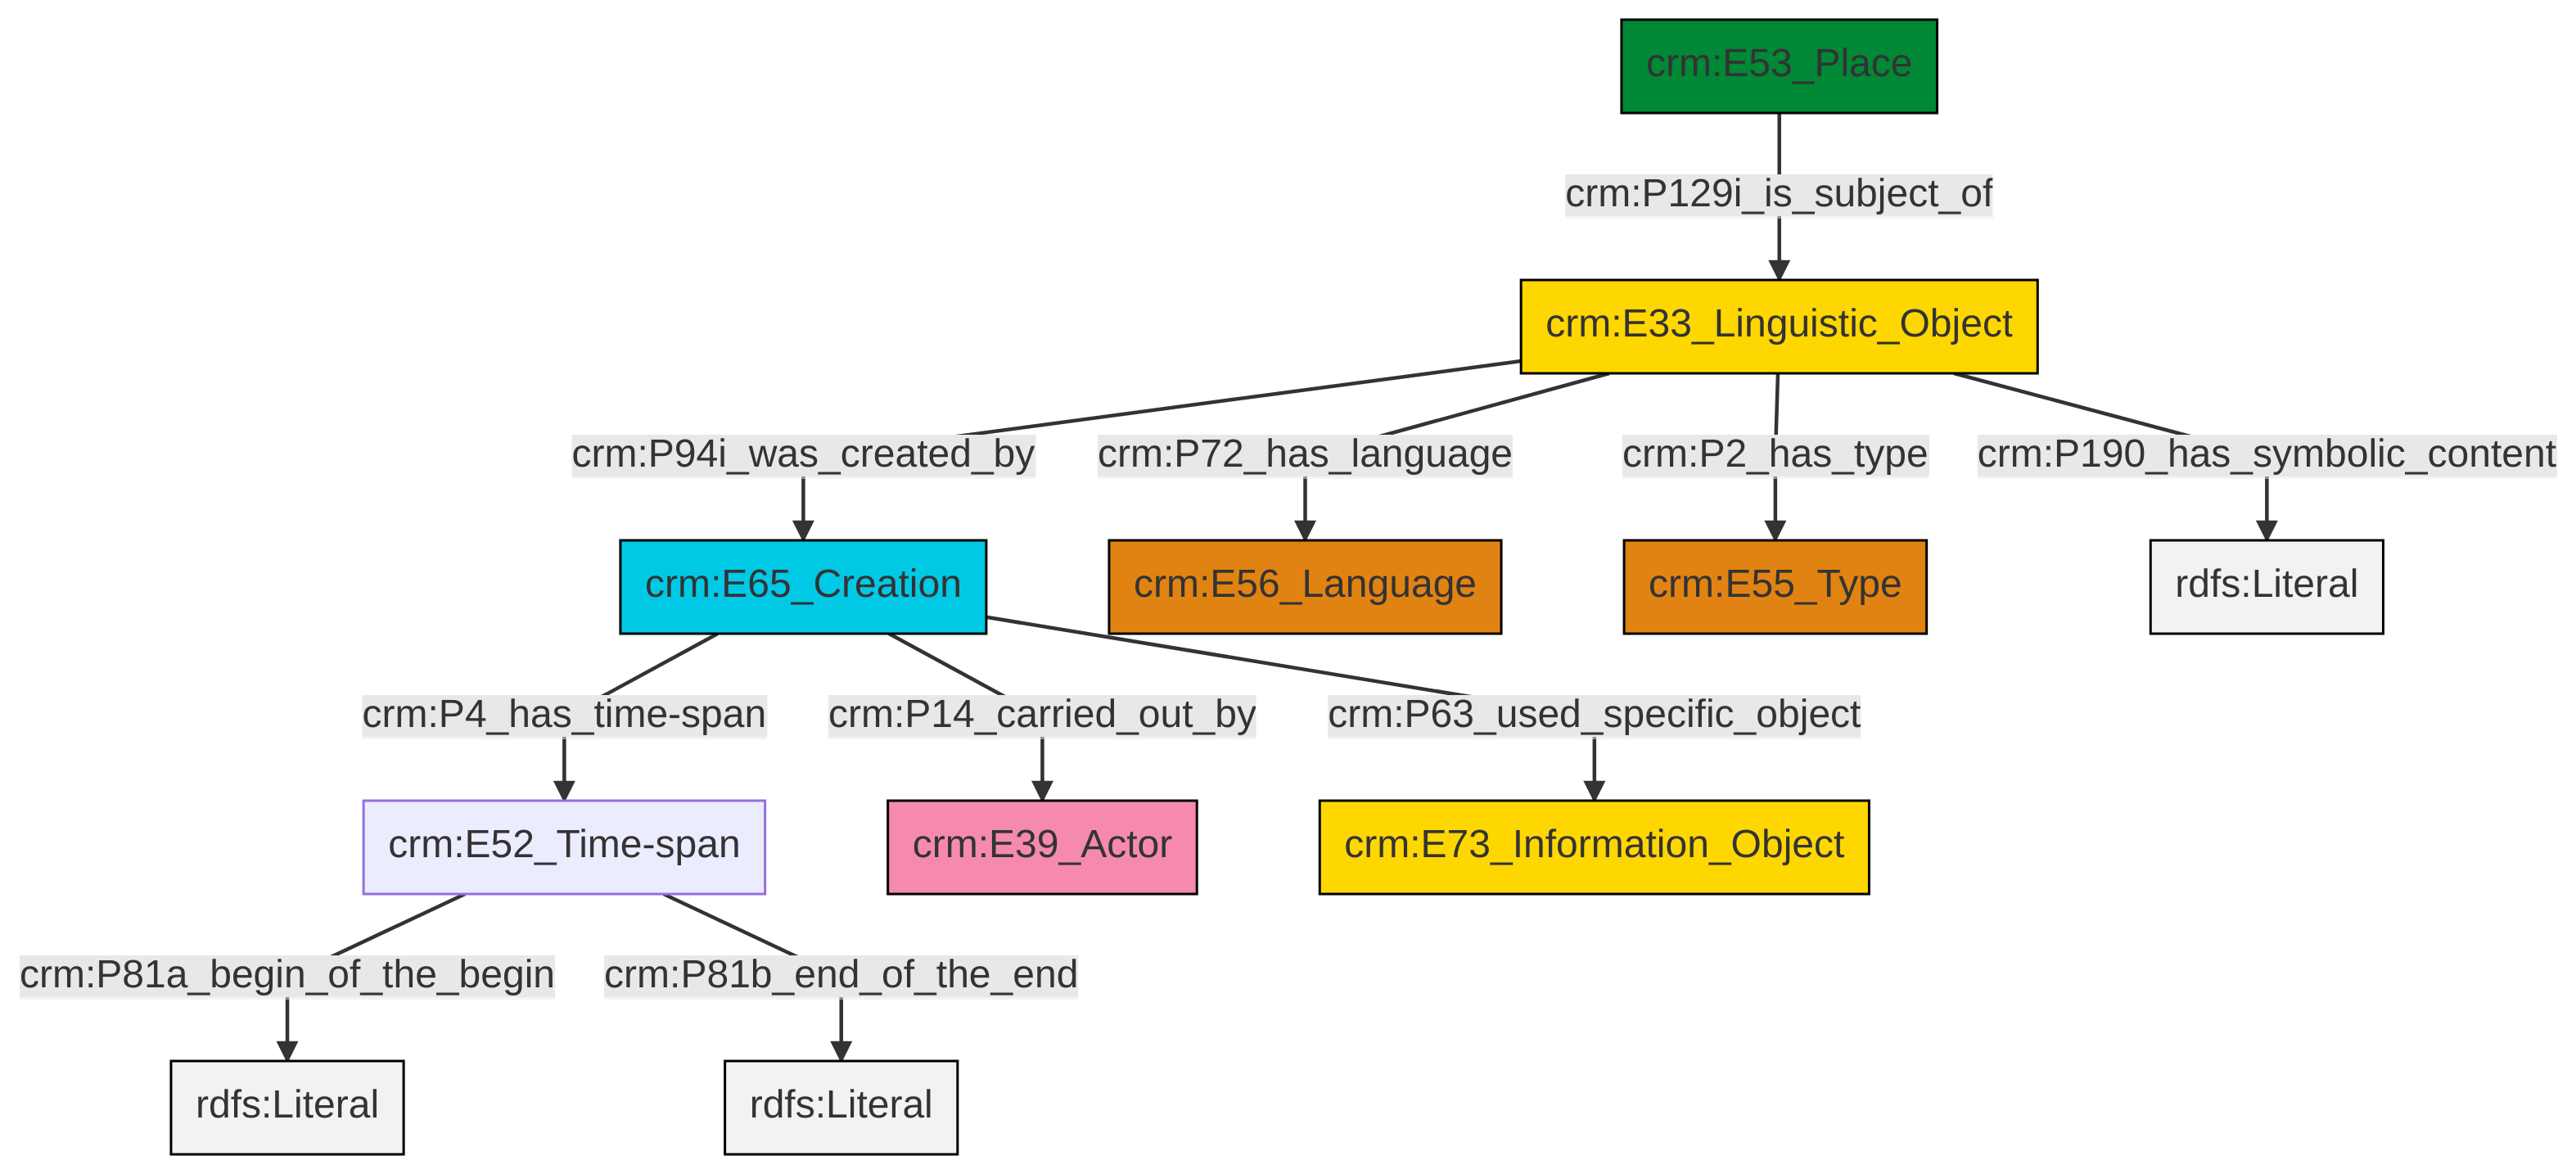 crm:E53_Place
crm:P129i_is_subject_of
crm:E33_Linguistic_Object
crm:P94i_was_created_by
crm:P72_has_language
crm:P2_has_type
crm:P190_has_symbolic_content
crm:E65_Creation
crm:E56_Language
crm:E55_Type
rdfs:Literal
crm:P4_has_time-span
crm:P14_carried_out_by
crm:P63_used_specific_object
crm:E52_Time-span
crm:E39_Actor
crm:E73_Information_Object
crm:P81a_begin_of_the_begin
crm:P81b_end_of_the_end
rdfs:Literal
rdfs:Literal